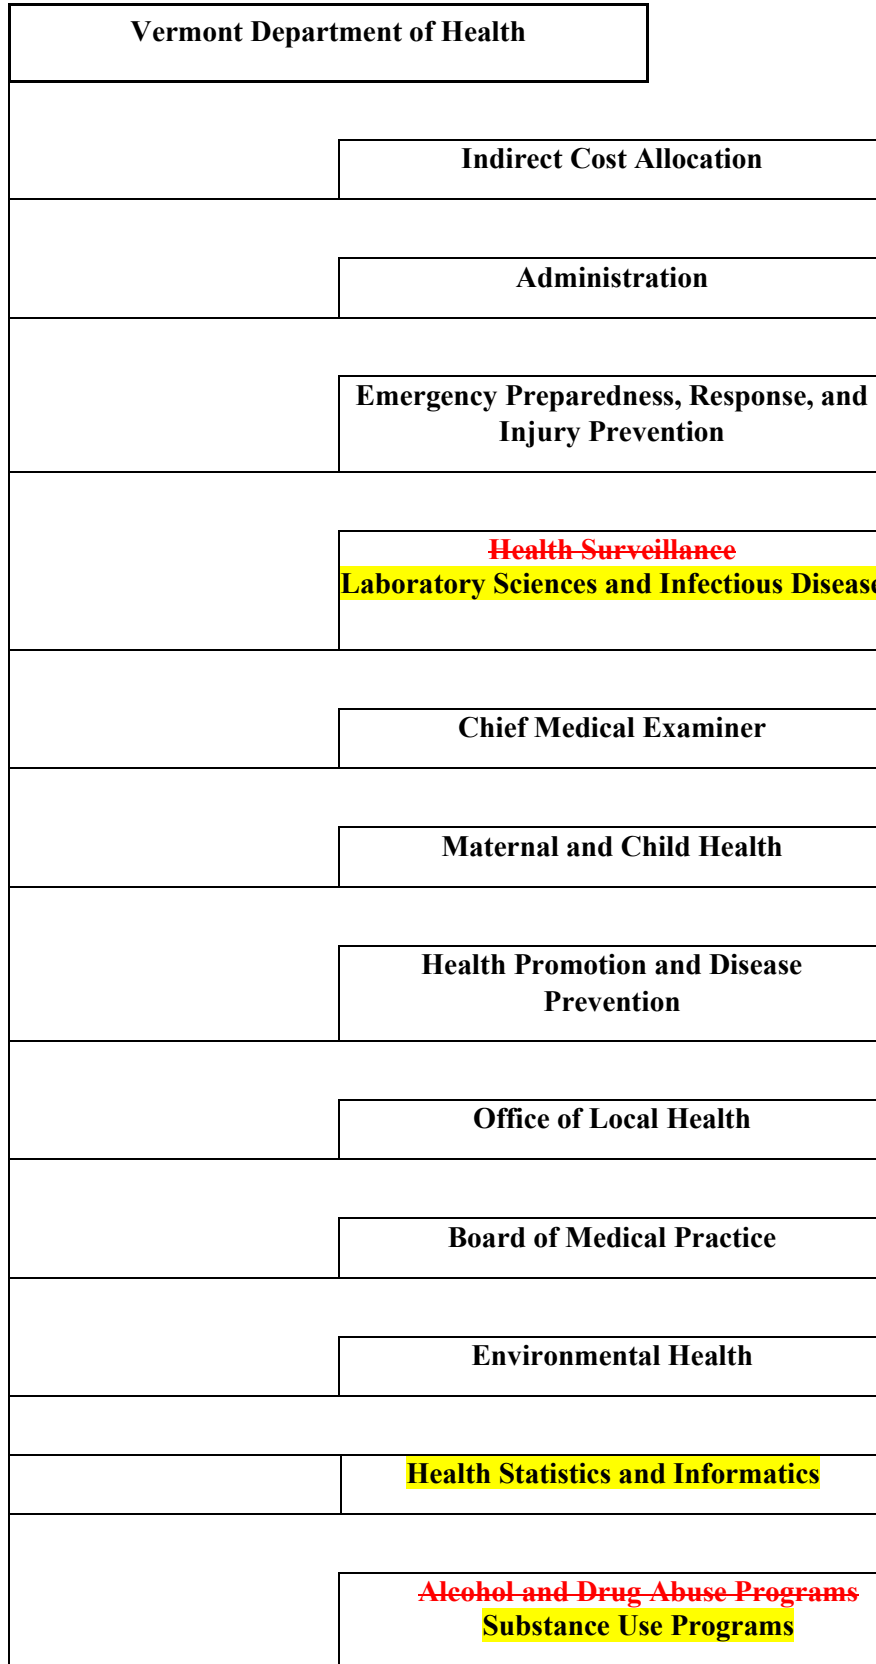 Vermont Department of Health
Indirect Cost Allocation
Administration
Emergency Preparedness, Response, and
Injury Prevention
Health Surveillance
Laboratory Sciences and Infectious Disease
Chief Medical Examiner
Maternal and Child Health
Health Promotion and Disease
Prevention
Office of Local Health
Board of Medical Practice
Environmental Health
Health Statistics and Informatics
Alcohol and Drug Abuse Programs
Substance Use Programs